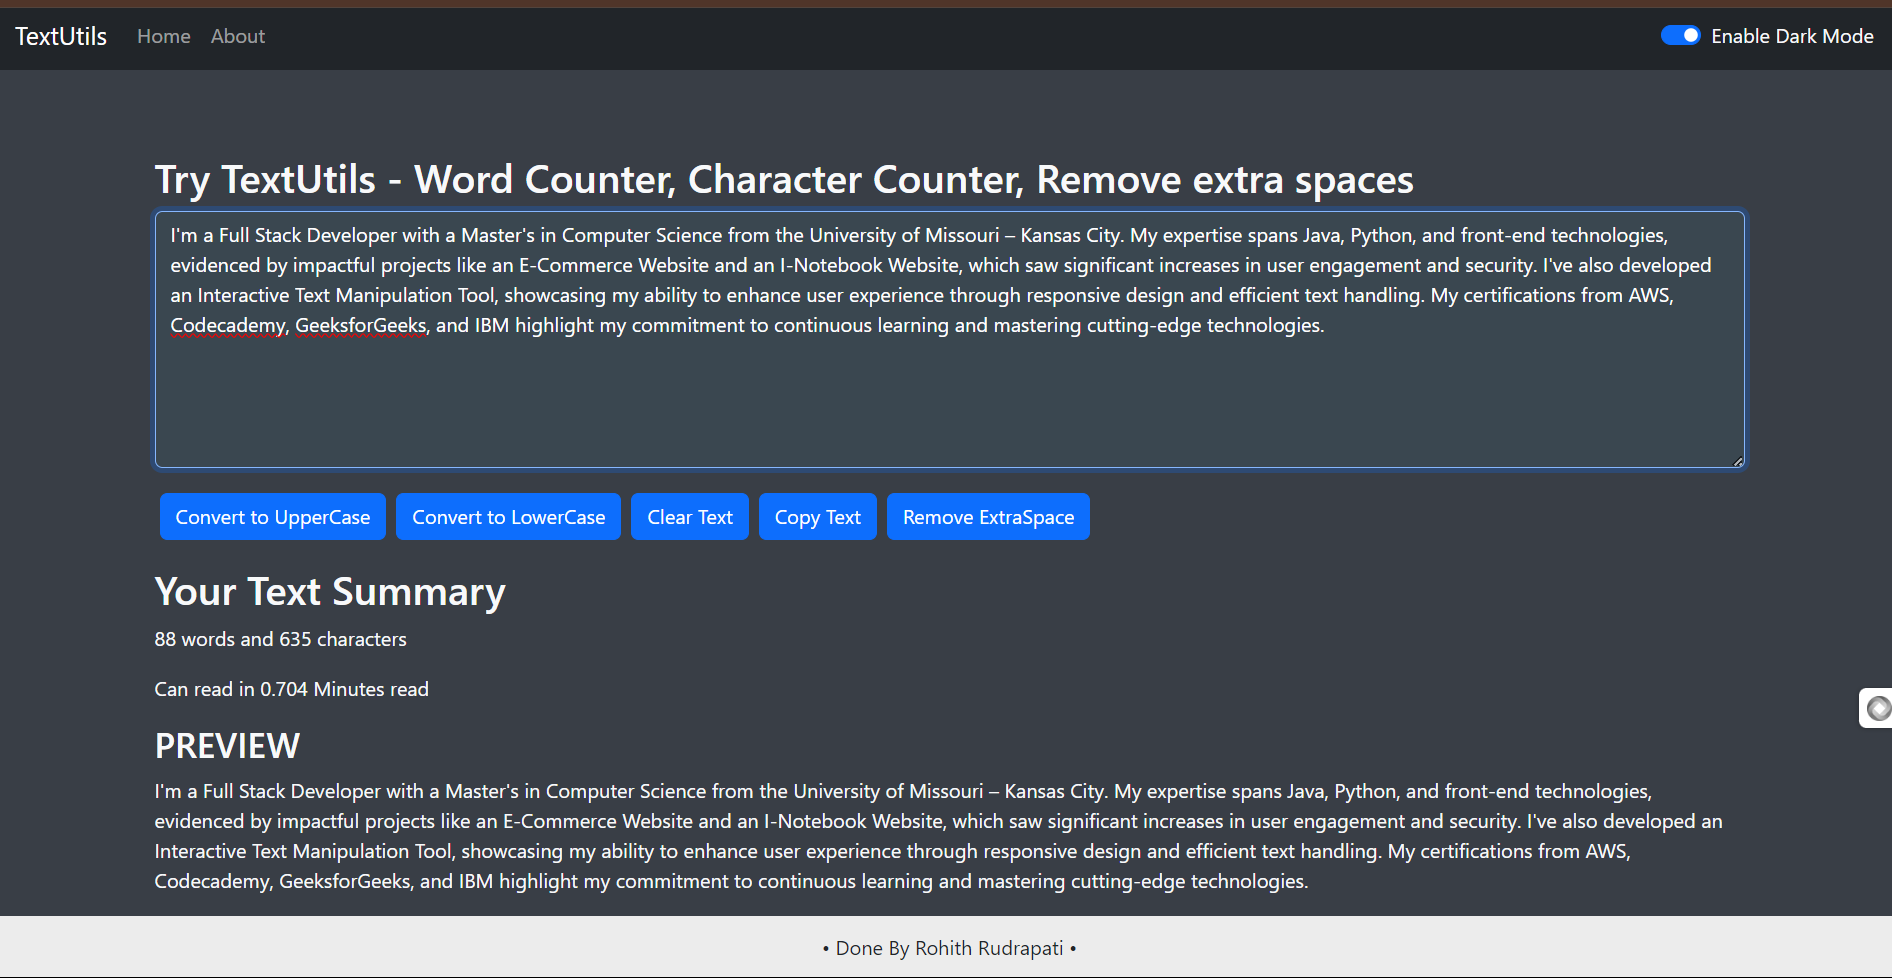 TextUtils Home About Enable Dark Mode
Try TextUtils - Word Counter, Character Counter, Remove extra spaces
I'm a Full Stack Developer with a Master's in Computer Science from the University of Missouri – Kansas City. My expertise spans Java, Python, and front-end technologies,
evidenced by impactful projects like an E-Commerce Website and an I-Notebook Website, which saw significant increases in user engagement and security. I've also developed
an Interactive Text Manipulation Tool, showcasing my ability to enhance user experience through responsive design and efficient text handling. My certifications from AWS,
Codecademy, GeeksforGeeks, and IBM highlight my commitment to continuous learning and mastering cutting-edge technologies.
Convert to UpperCase Convert to LowerCase Clear Text Copy Text Remove ExtraSpace
Your Text Summary
88 words and 635 characters
Can read in 0.704 Minutes read
PREVIEW
I'm a Full Stack Developer with a Master's in Computer Science from the University of Missouri – Kansas City. My expertise spans Java, Python, and front-end technologies,
evidenced by impactful projects like an E-Commerce Website and an I-Notebook Website, which saw significant increases in user engagement and security. I've also developed an
Interactive Text Manipulation Tool, showcasing my ability to enhance user experience through responsive design and efficient text handling. My certifications from AWS,
Codecademy, GeeksforGeeks, and IBM highlight my commitment to continuous learning and mastering cutting-edge technologies.
• Done By Rohith Rudrapati •